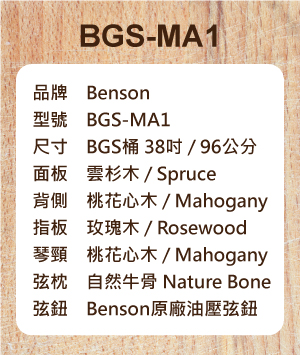 BGS-MA1
品牌 Benson
型號 BGS-MA1
尺寸 BGS桶 38吋 / 96公分
面板 雲杉木 / Spruce
背側 桃花心木 / Mahogany
指板 玫瑰木 / Rosewood
琴頸 桃花心木 / Mahogany
弦枕 自然牛骨 Nature Bone
弦鈕 Benson原廠油壓弦鈕